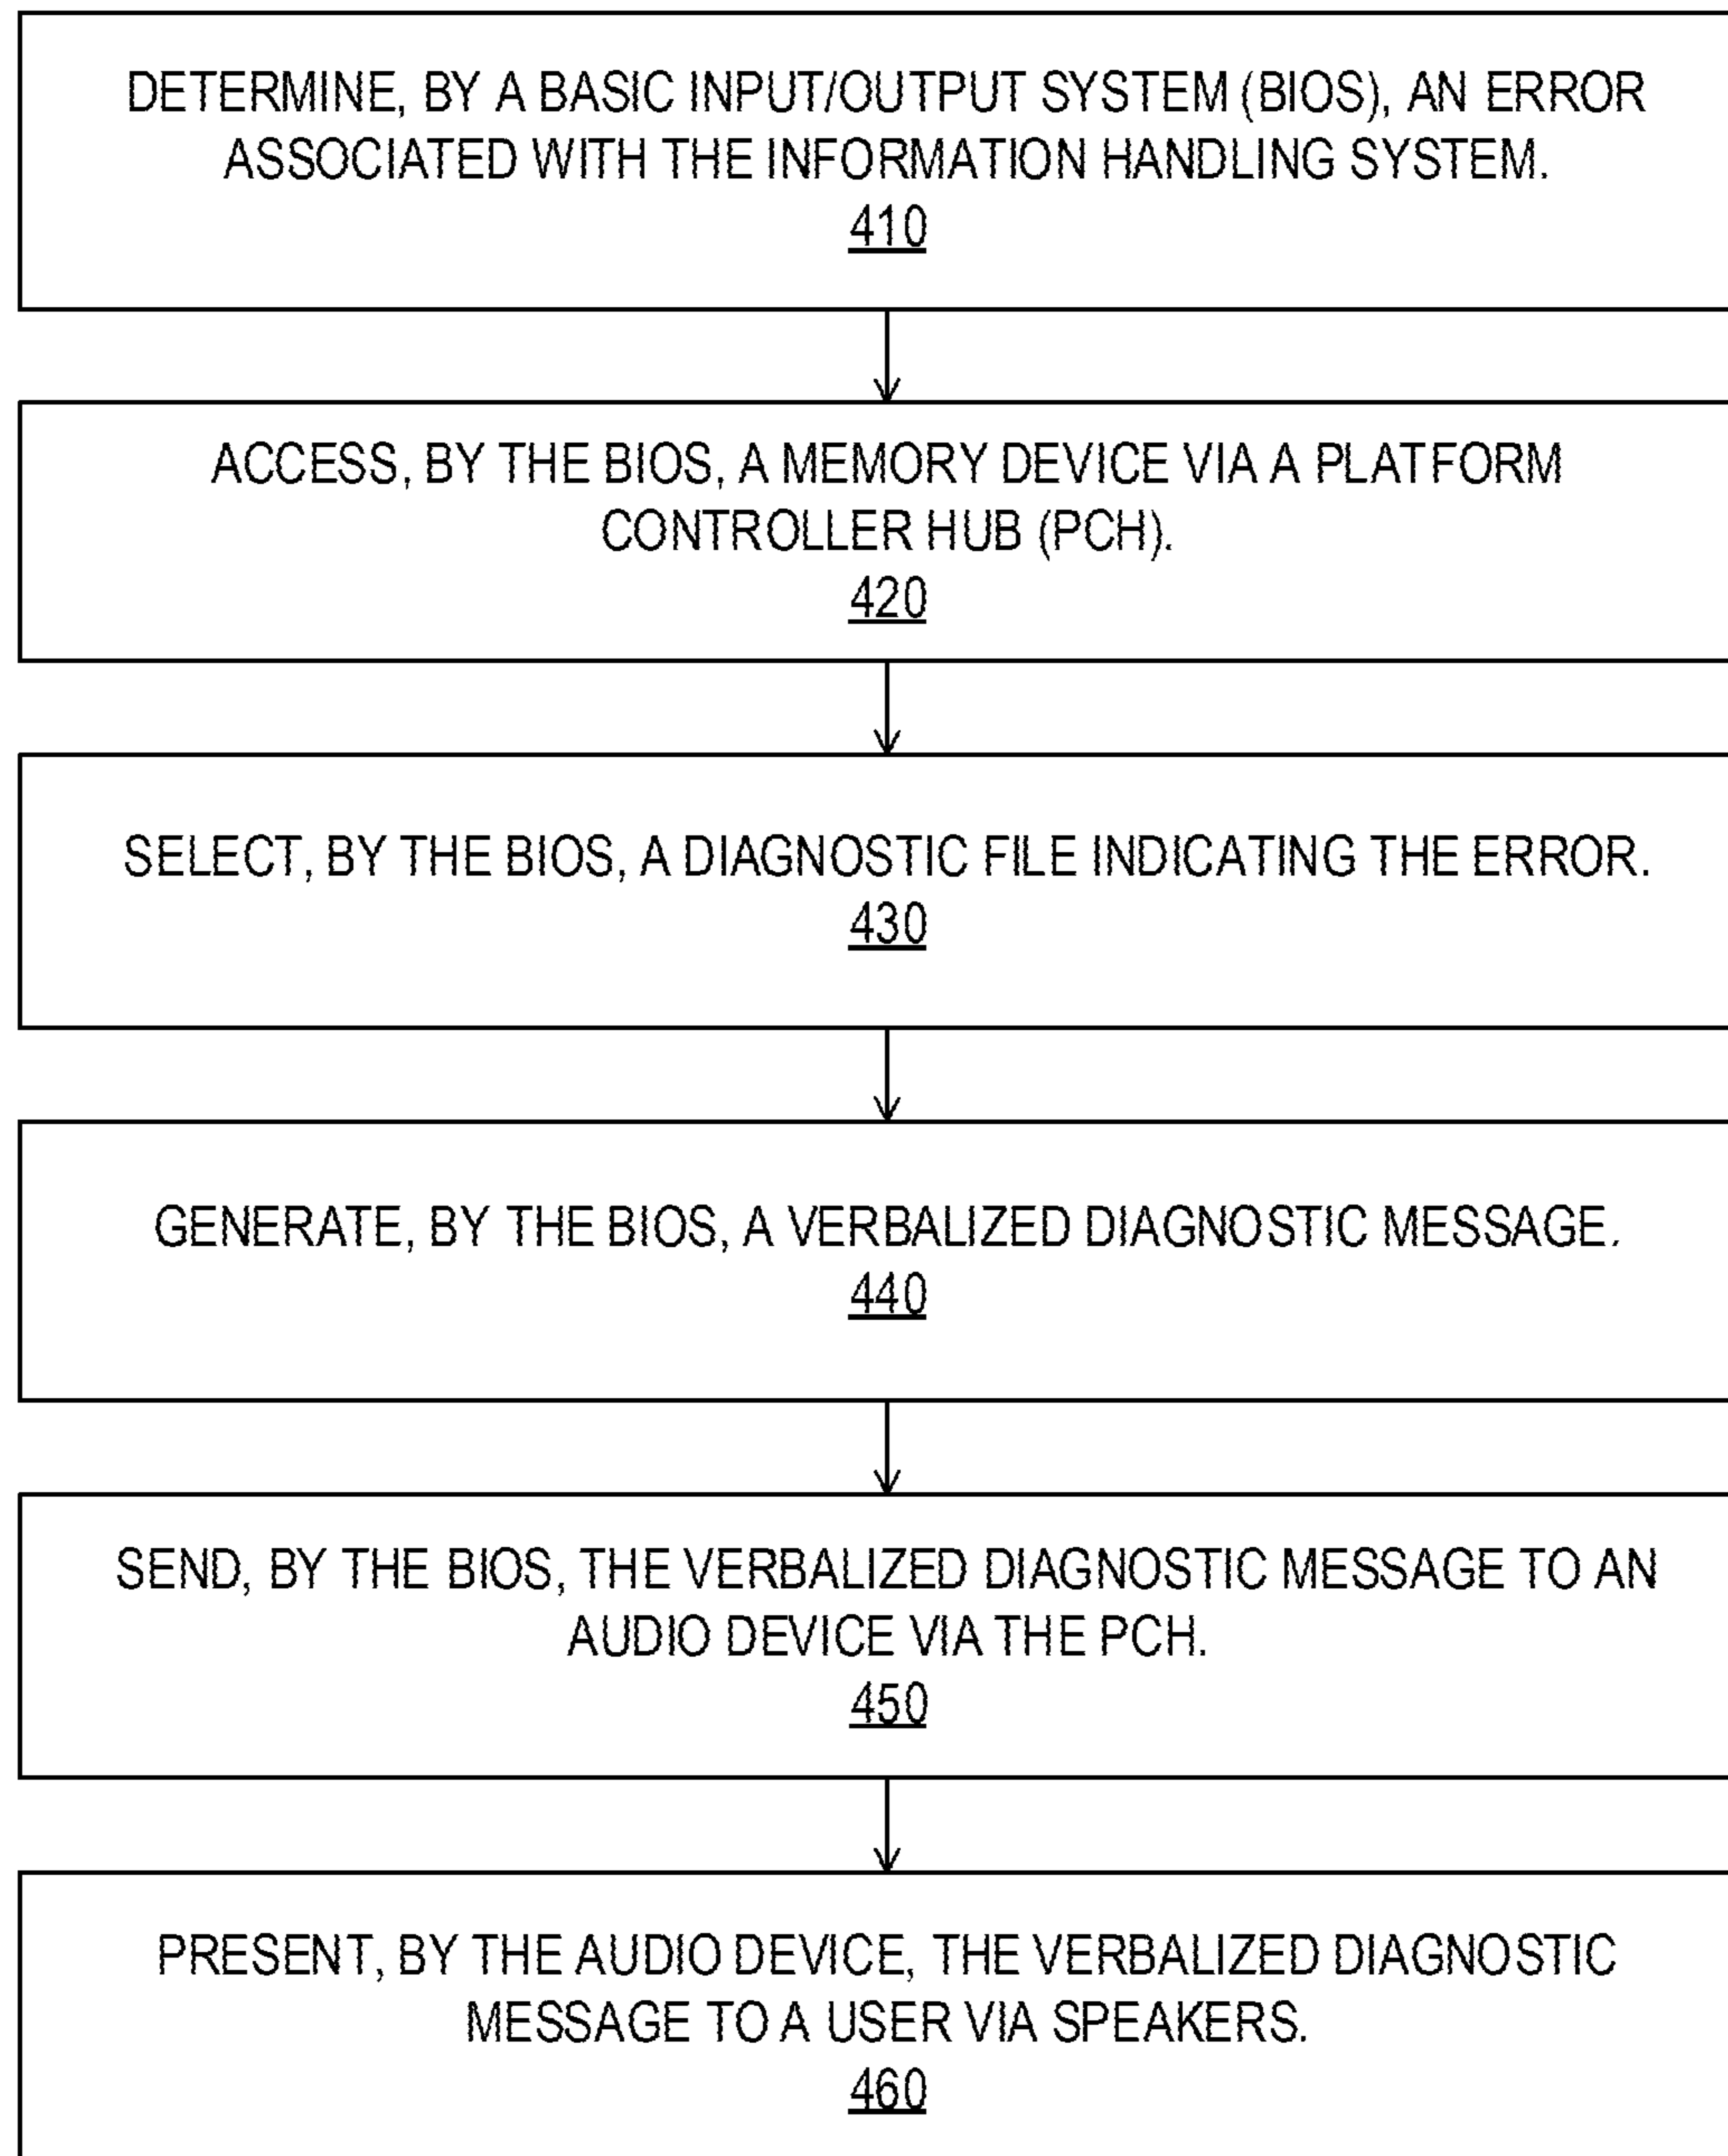 DETERMINE, BY A BASIC INPUT/OUTPUT SYSTEM (BIOS), AN ERROR
ASSOCIATED WITH THE INFORMATION HANDLING SYSTEM.
410
ACCESS, BY THE BIOS, A MEMORY DEVICE VIA A PLATFORM
CONTROLLER HUB (PCH).
420
SELECT, BY THE BIOS, A DIAGNOSTIC FILE INDICATING THE ERROR.
430
GENERATE, BY THE BIOS, A VERBALIZED DIAGNOSTIC MESSAGE.
440
SEND, BY THE BIOS, THE VERBALIZED DIAGNOSTIC MESSAGE TO AN
AUDIO DEVICE VIA THE PCH.
450
PRESENT, BY THE AUDIO DEVICE, THE VERBALIZED DIAGNOSTIC
MESSAGE TO A USER VIA SPEAKERS.
460